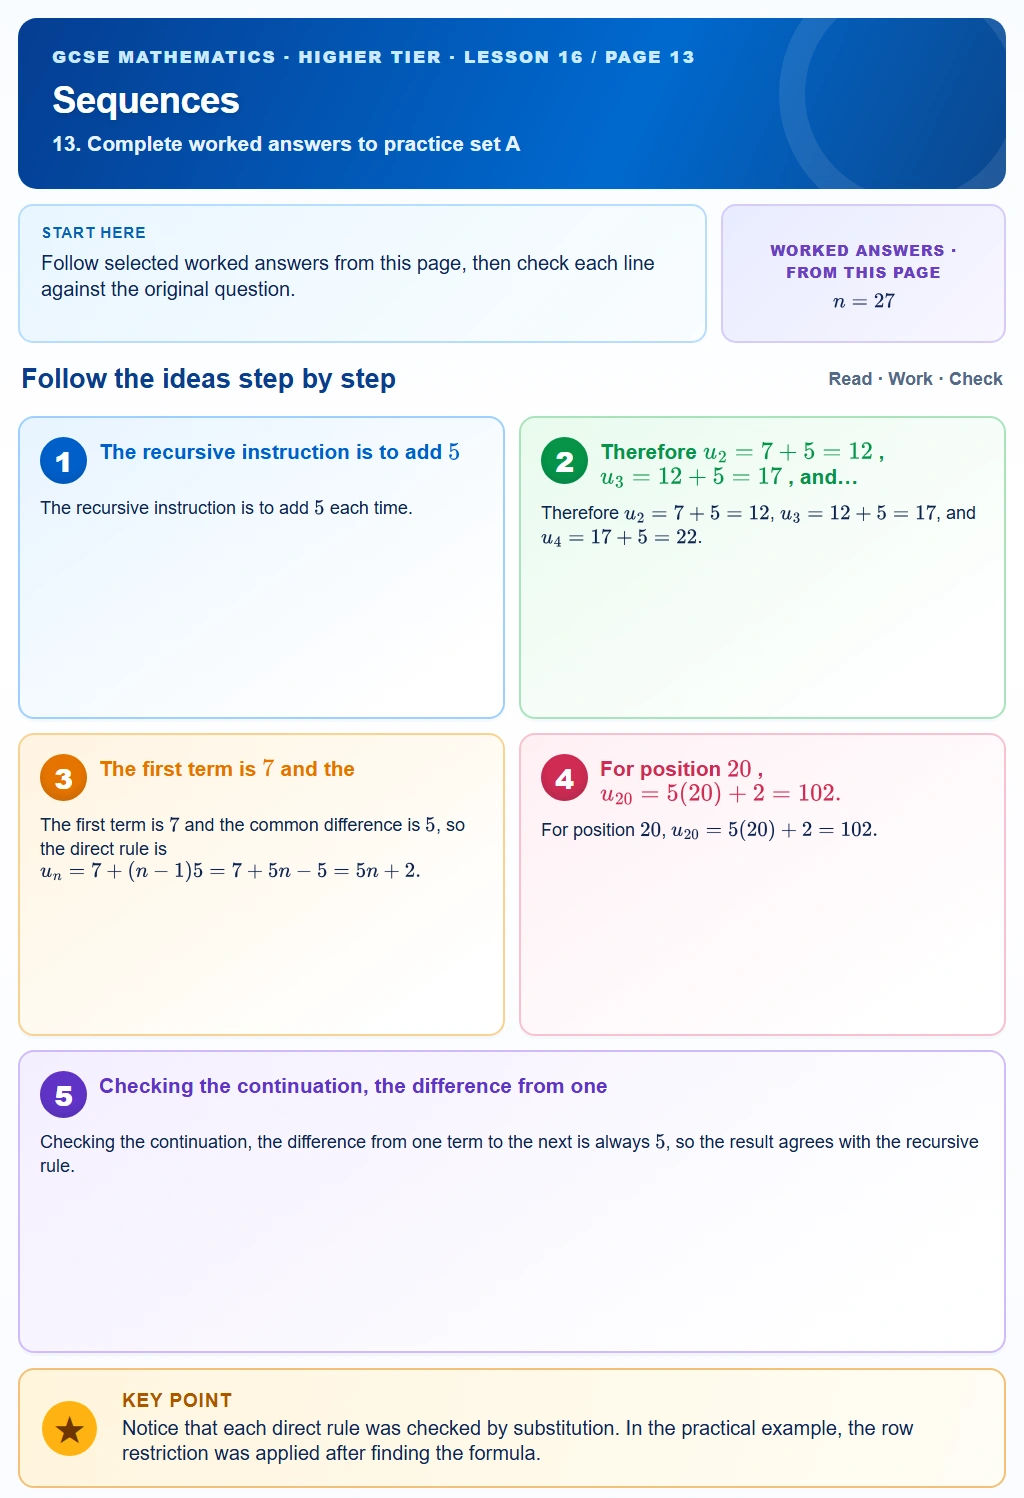 GCSE MATHEMATICS · HIGHER TIER · LESSON 16 / PAGE 13
Sequences
13. Complete worked answers to practice set A
START HERE
Follow selected worked answers from this page, then check each line
against the original question.
WORKED ANSWERS ·
FROM THIS PAGE
n = 27
Follow the ideas step by step
Read · Work · Check
1
The recursive instruction is to add 5
The recursive instruction is to add 5 each time.
2
Therefore u₂ = 7 + 5 = 12 ,
u₃ = 12 + 5 = 17 , and...
Therefore u₂ = 7 + 5 = 12, u₃ = 12 + 5 = 17, and
u₄ = 17 + 5 = 22.
3
The first term is 7 and the
The first term is 7 and the common difference is 5, so
the direct rule is
uₙ = 7 + (n − 1)5 = 7 + 5n − 5 = 5n + 2.
4
For position 20 ,
u₂₀ = 5(20) + 2 = 102.
For position 20, u₂₀ = 5(20) + 2 = 102.
5
Checking the continuation, the difference from one
Checking the continuation, the difference from one term to the next is always 5, so the result agrees with the recursive
rule.
KEY POINT
Notice that each direct rule was checked by substitution. In the practical example, the row
restriction was applied after finding the formula.